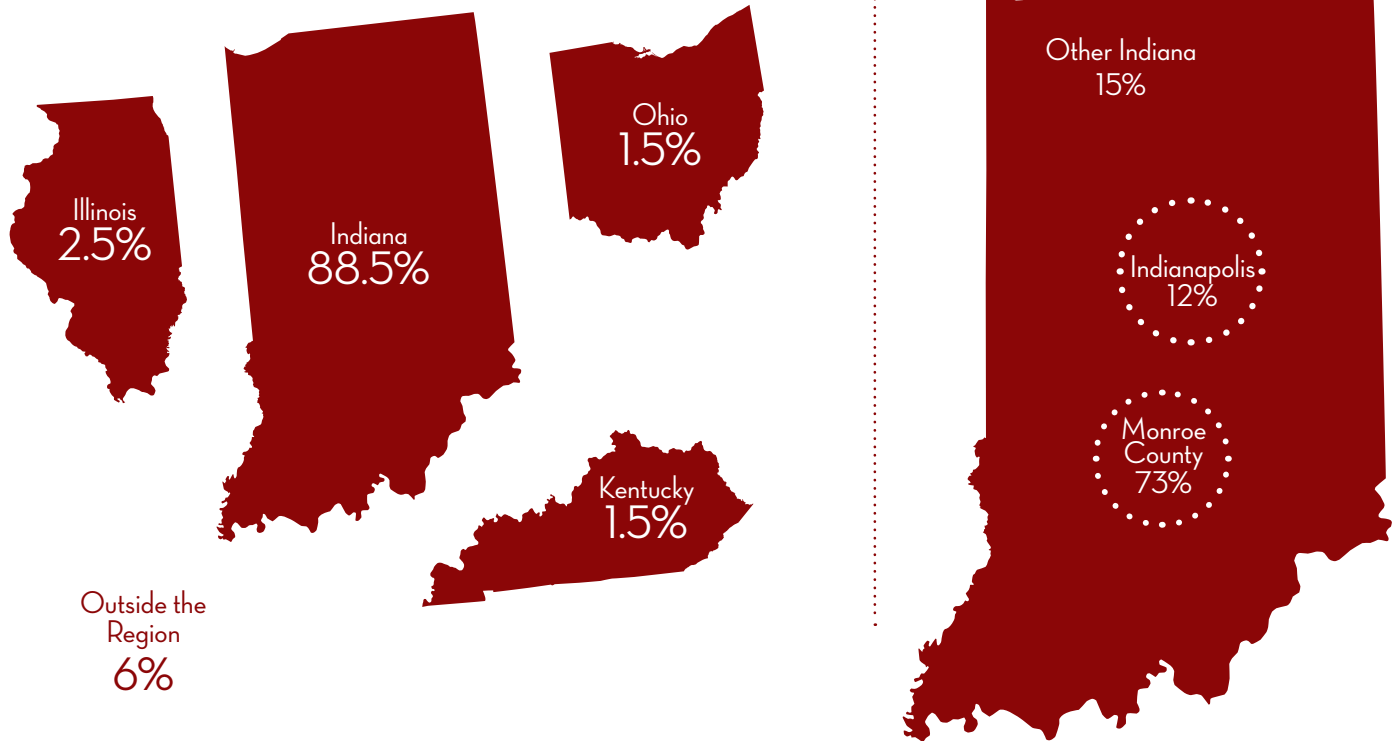 Illinois
2.5%
Indiana
88.5%
Ohio
1.5%
Kentucky
1.5%
Outside the
Region
6%
Other Indiana
15%
Indianapolis
12%
Monroe
County
73%